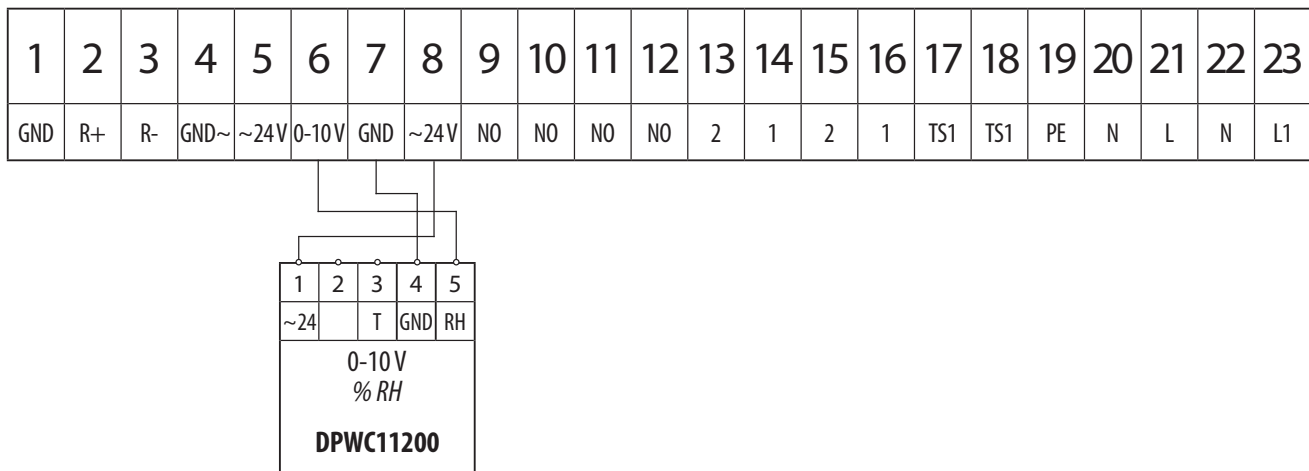 1 2 3 4 5 6 7 8 9 10 11 12 13 14 15 16 17 18 19 20 21 22 23
GND R+ R- GND~ ~24V 0-10V GND ~24V NO NO NO NO 2 1 2 1 TS1 TS1 PE N L N L1
1 2 3 4 5
~24 T GND RH
0-10 V
% RH
DPWC11200